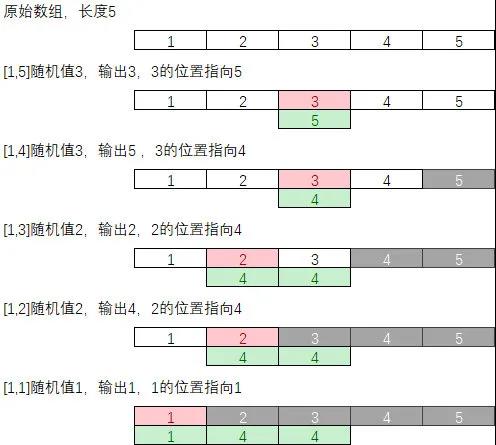 原始数组，长度5
1 2 3 4 5
[1,5]随机值3，输出3，3的位置指向5
1 2 3 4 5
5
[1,4]随机值3，输出5 ，3的位置指向4
1 2 3 4 5
4
[1,3]随机值2，输出2，2的位置指向4
1 2 3 4 5
4 4
[1,2]随机值2，输出4，2的位置指向4
1 2 3 4 5
4 4
[1,1]随机值1，输出1，1的位置指向1
1 2 3 4 5
1 4 4